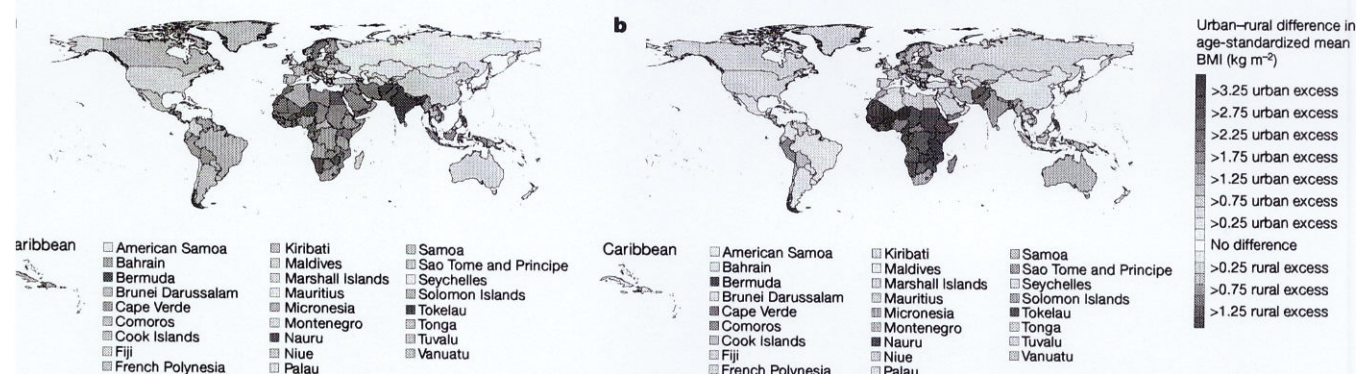 b
Urban–rural difference in
age-standardized mean
BMI (kg m⁻²)
>3.25 urban excess
>2.75 urban excess
>2.25 urban excess
>1.75 urban excess
>1.25 urban excess
>0.75 urban excess
>0.25 urban excess
No difference
>0.25 rural excess
>0.75 rural excess
>1.25 rural excess
aribbean
American Samoa
Bahrain
Bermuda
Brunei Darussalam
Cape Verde
Comoros
Cook Islands
Fiji
French Polynesia
Kiribati
Maldives
Marshall Islands
Mauritius
Micronesia
Montenegro
Nauru
Niue
Palau
Samoa
Sao Tome and Principe
Seychelles
Solomon Islands
Tokelau
Tonga
Tuvalu
Vanuatu
Caribbean
American Samoa
Bahrain
Bermuda
Brunei Darussalam
Cape Verde
Comoros
Cook Islands
Fiji
French Polynesia
Kiribati
Maldives
Marshall Islands
Mauritius
Micronesia
Montenegro
Nauru
Niue
Palau
Samoa
Sao Tome and Principe
Seychelles
Solomon Islands
Tokelau
Tonga
Tuvalu
Vanuatu